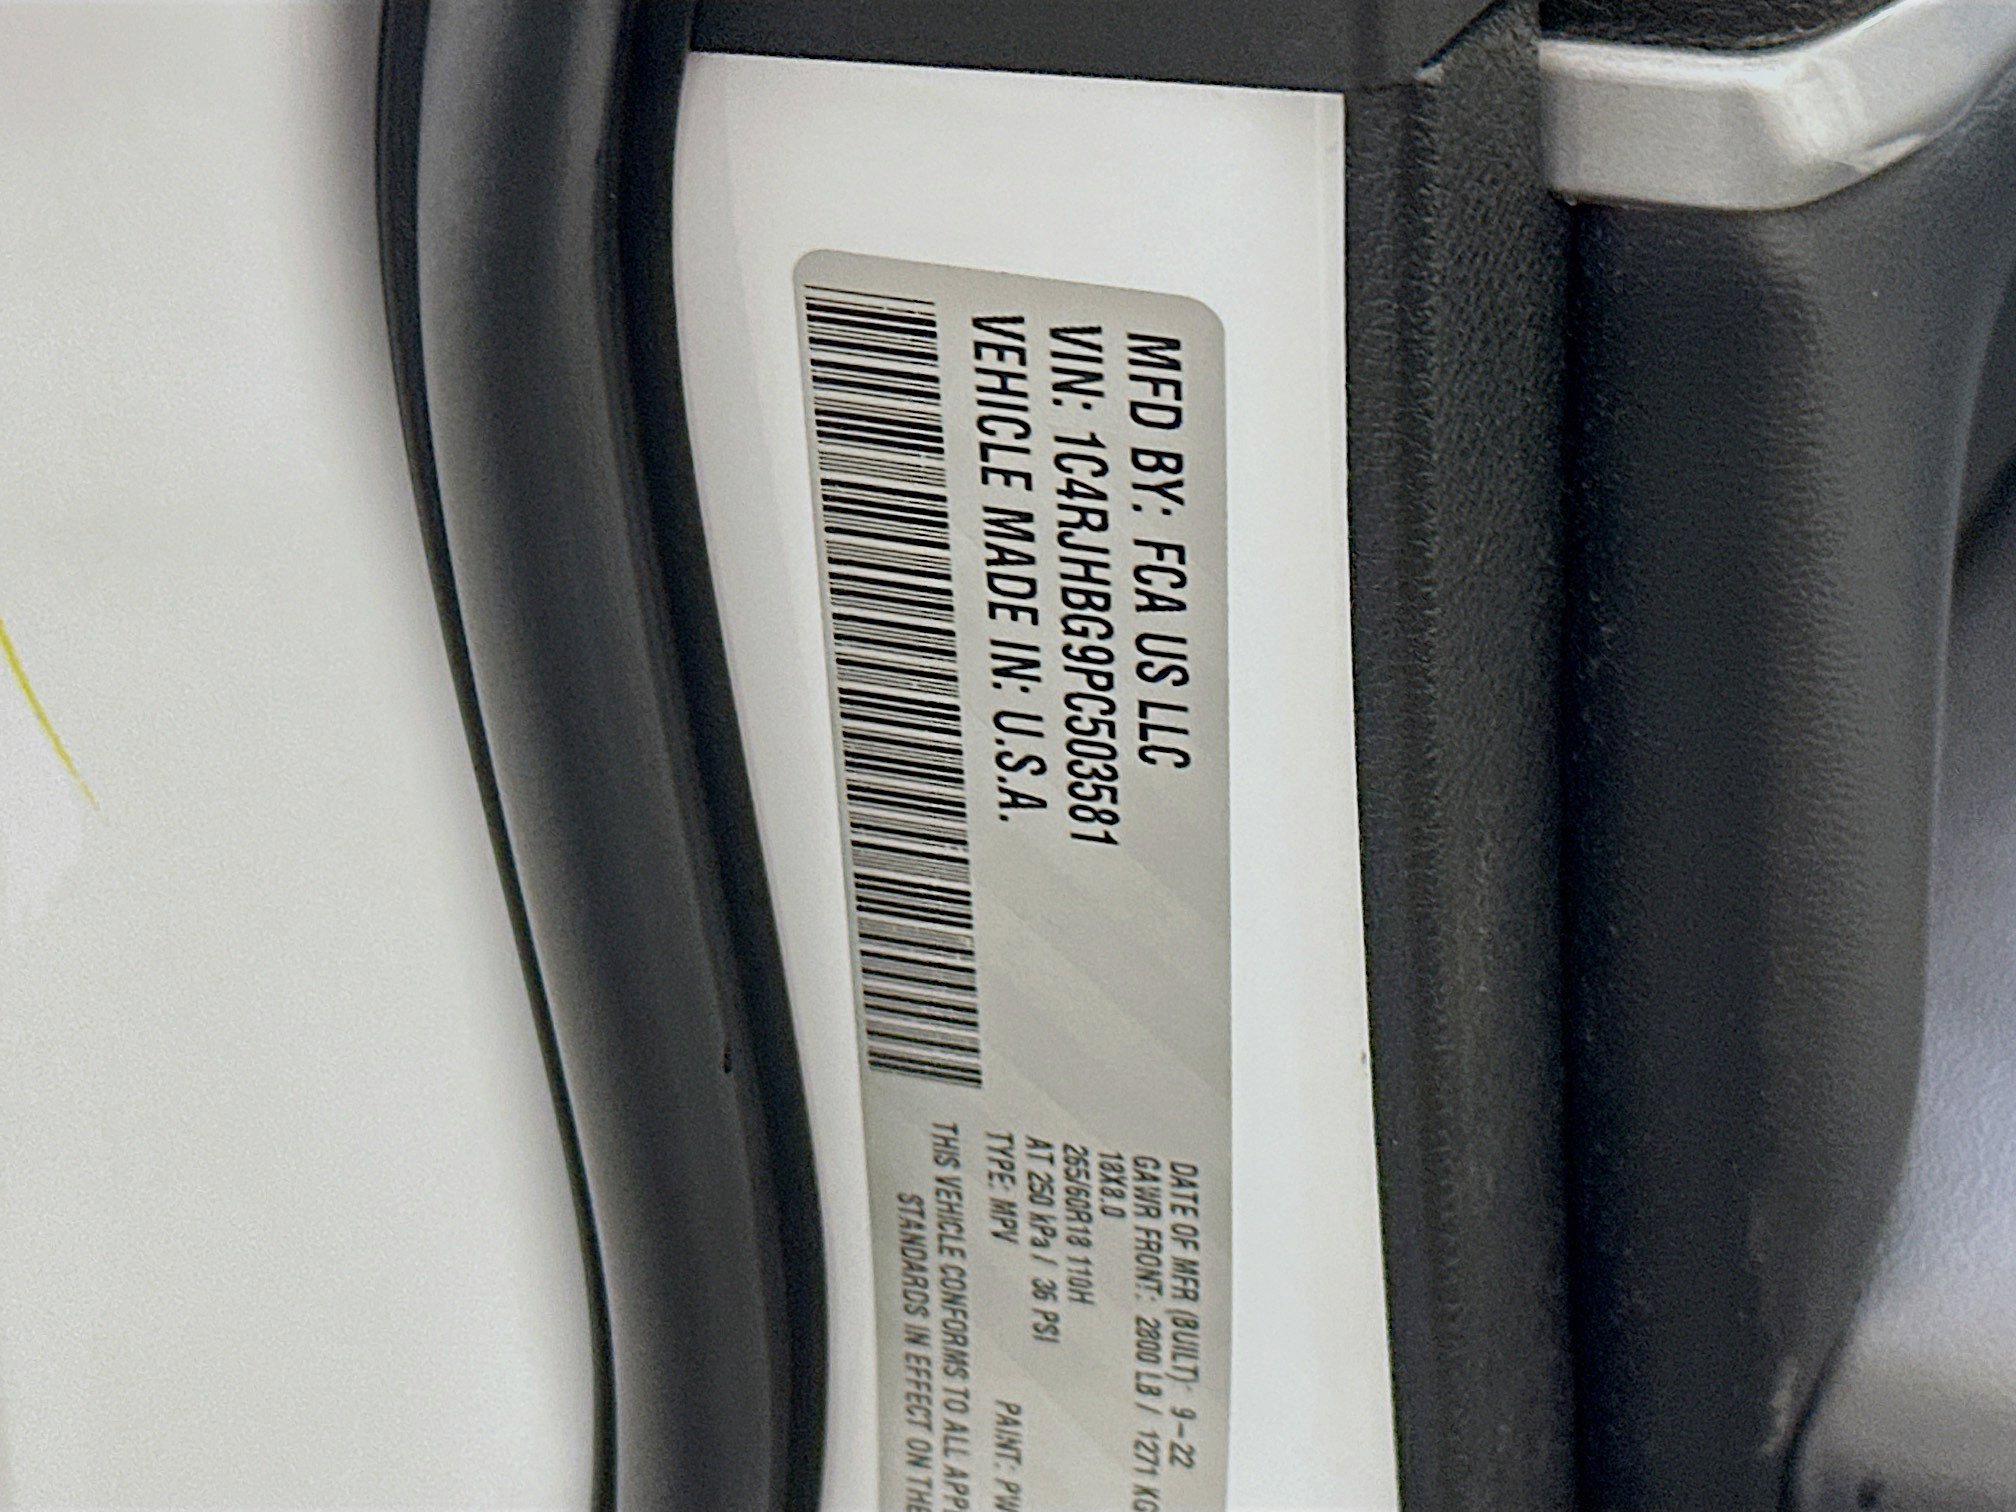 MFD BY: FCA US LLC
VIN: 1C4RJHBG9PC503581
VEHICLE MADE IN: U.S.A.
DATE OF MFR (BUILT): 9-22
GAWR FRONT: 2800 LB / 1271 KG
18X8.0
265/60R18 110H
AT 250 kPa / 36 PSI
TYPE: MPV PAINT: PW
THIS VEHICLE CONFORMS TO ALL APP
STANDARDS IN EFFECT ON THE